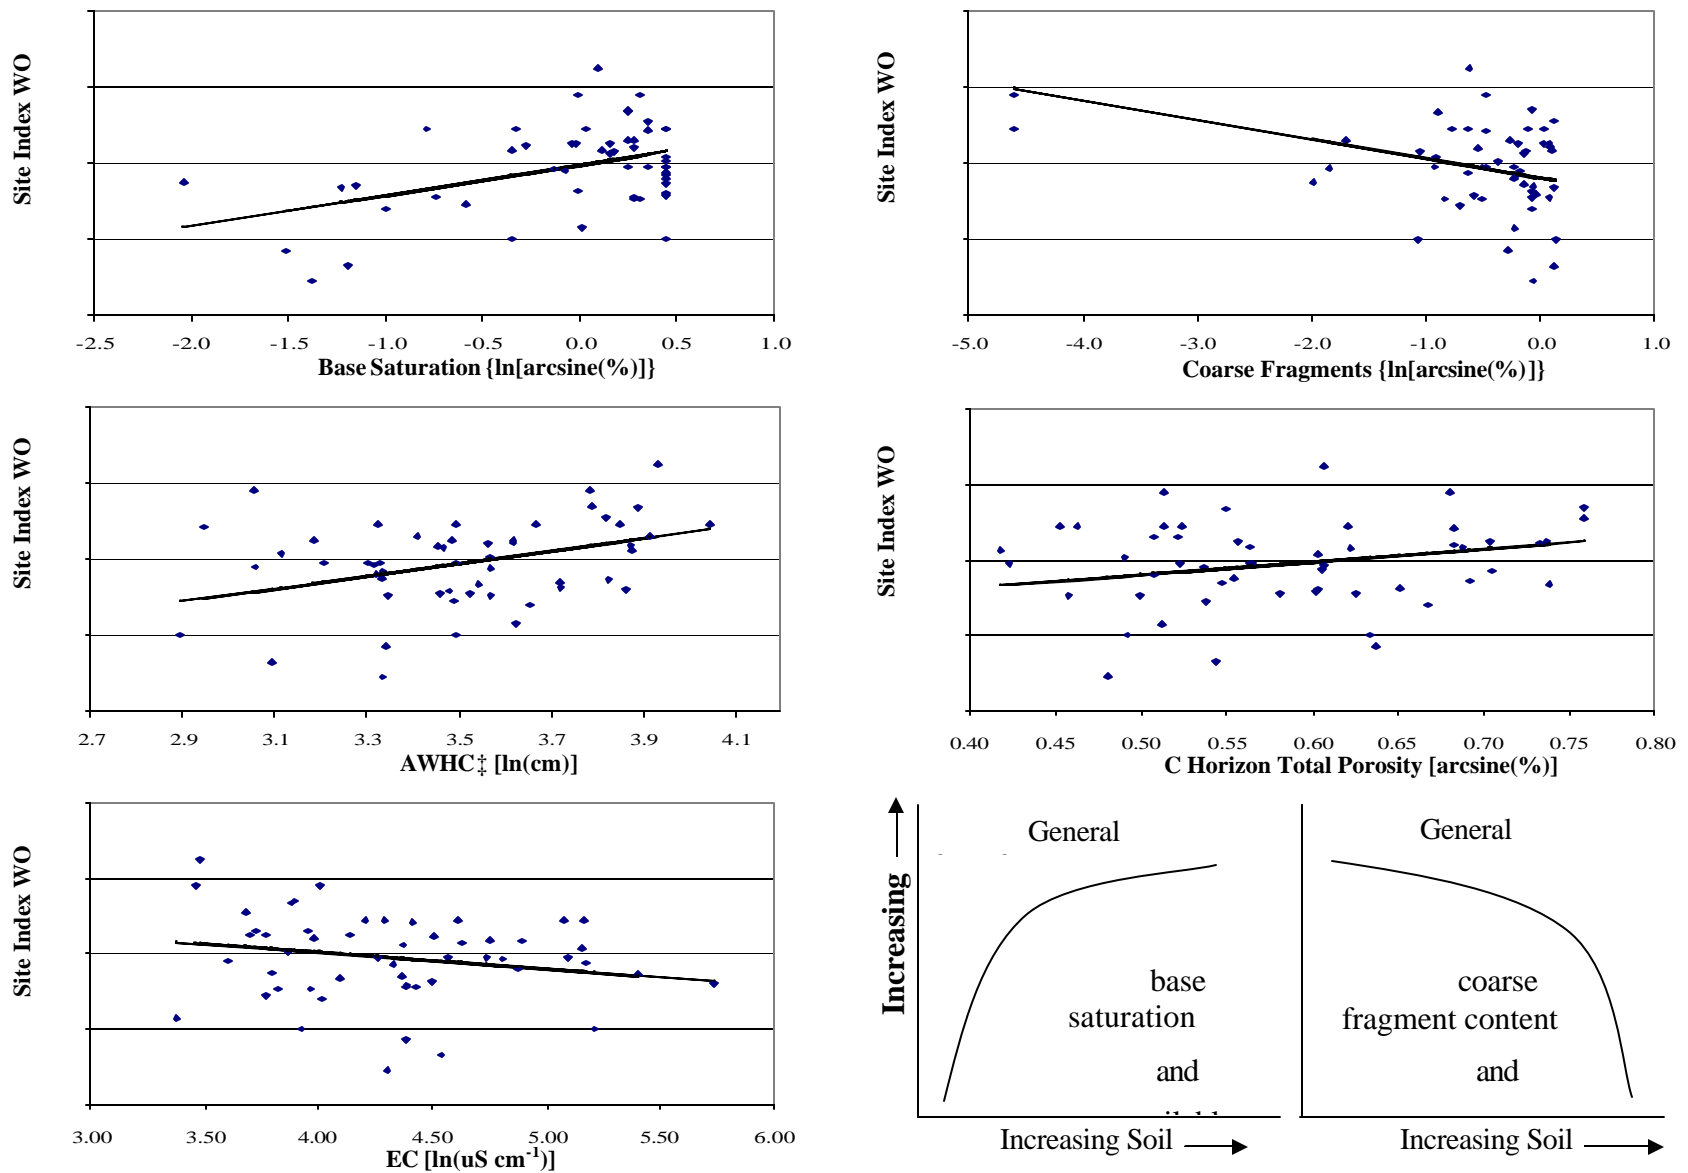 Site Index WO
-2.5 -2.0 -1.5 -1.0 -0.5 0.0 0.5 1.0
Base Saturation {ln[arcsine(%)]}
Site Index WO
-5.0 -4.0 -3.0 -2.0 -1.0 0.0 1.0
Coarse Fragments {ln[arcsine(%)]}
Site Index WO
2.7 2.9 3.1 3.3 3.5 3.7 3.9 4.1
AWHC‡ [ln(cm)]
Site Index WO
0.40 0.45 0.50 0.55 0.60 0.65 0.70 0.75 0.80
C Horizon Total Porosity [arcsine(%)]
Site Index WO
3.00 3.50 4.00 4.50 5.00 5.50 6.00
EC [ln(uS cm-1)]
Increasing
General
base
saturation
and
Increasing Soil
General
coarse
fragment content
and
Increasing Soil